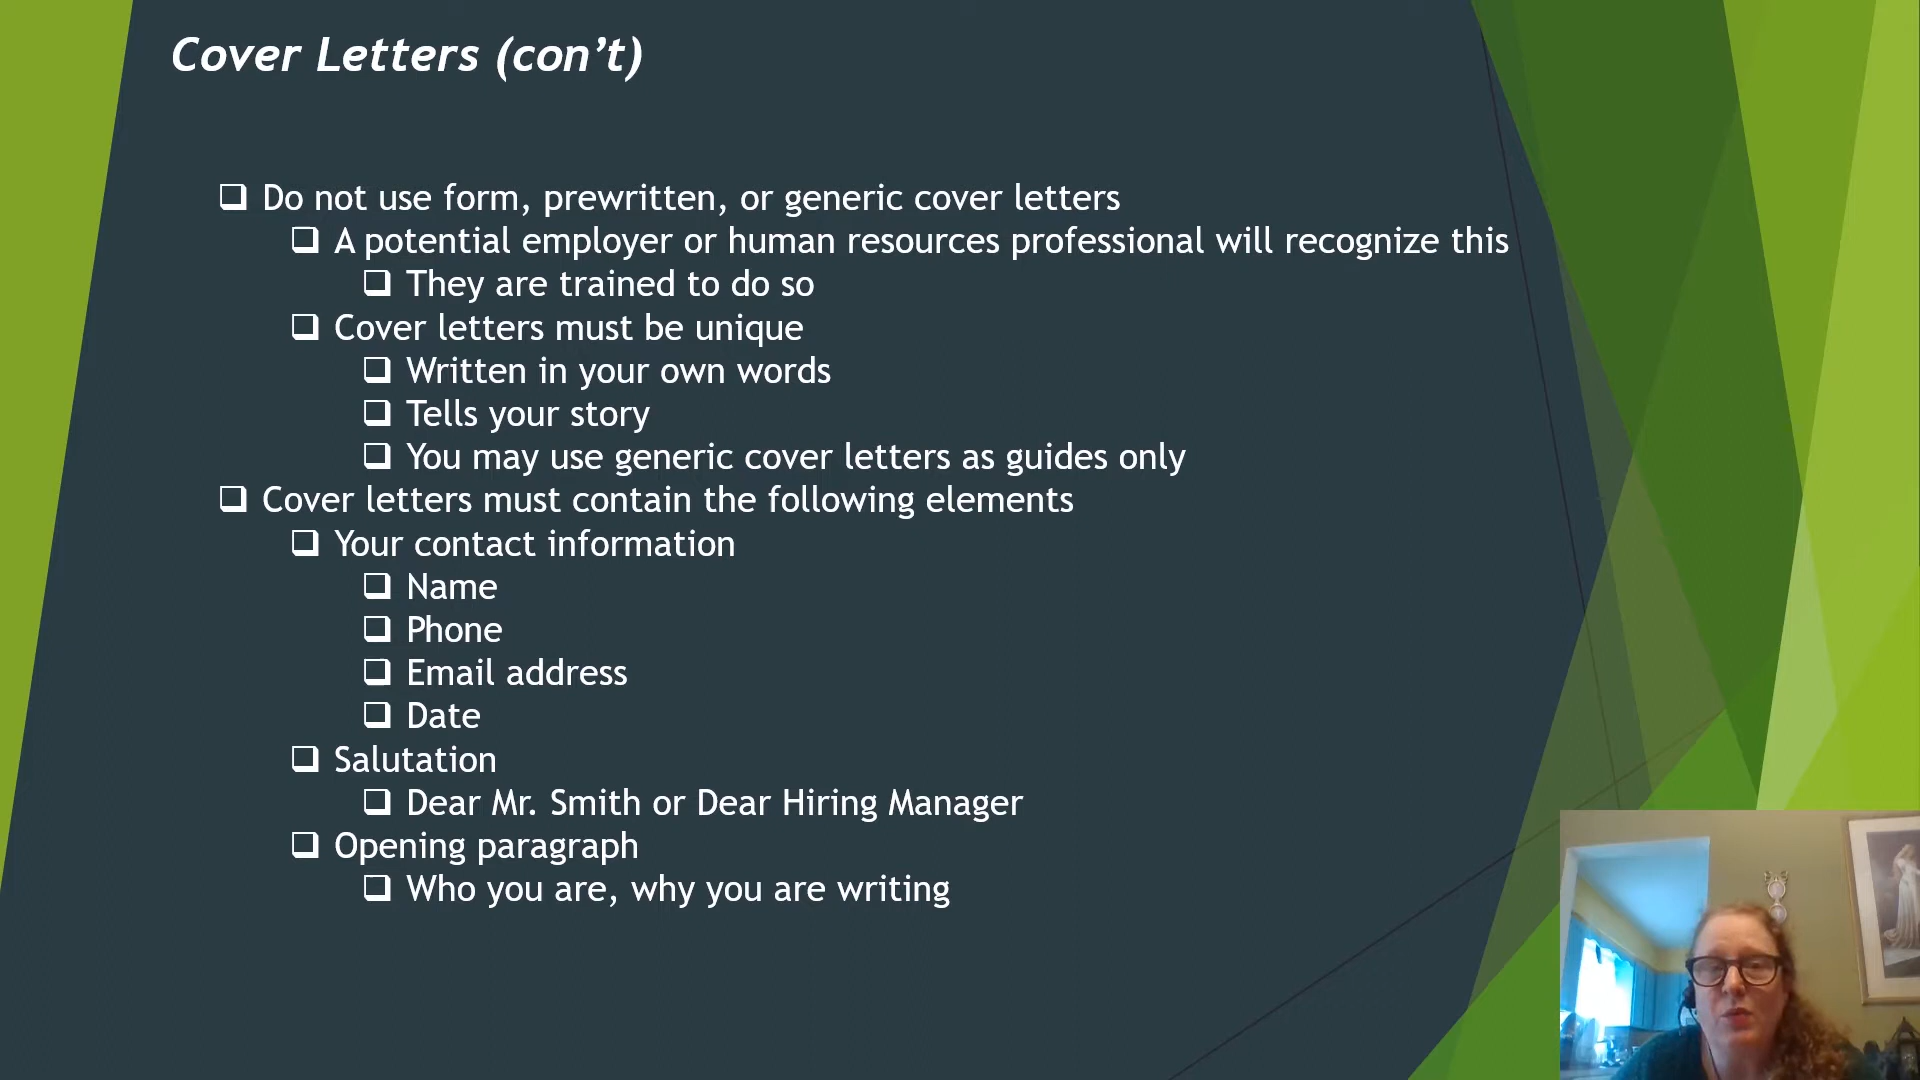 Cover Letters (con’t)
❑ Do not use form, prewritten, or generic cover letters
❑ A potential employer or human resources professional will recognize this
❑ They are trained to do so
❑ Cover letters must be unique
❑ Written in your own words
❑ Tells your story
❑ You may use generic cover letters as guides only
❑ Cover letters must contain the following elements
❑ Your contact information
❑ Name
❑ Phone
❑ Email address
❑ Date
❑ Salutation
❑ Dear Mr. Smith or Dear Hiring Manager
❑ Opening paragraph
❑ Who you are, why you are writing